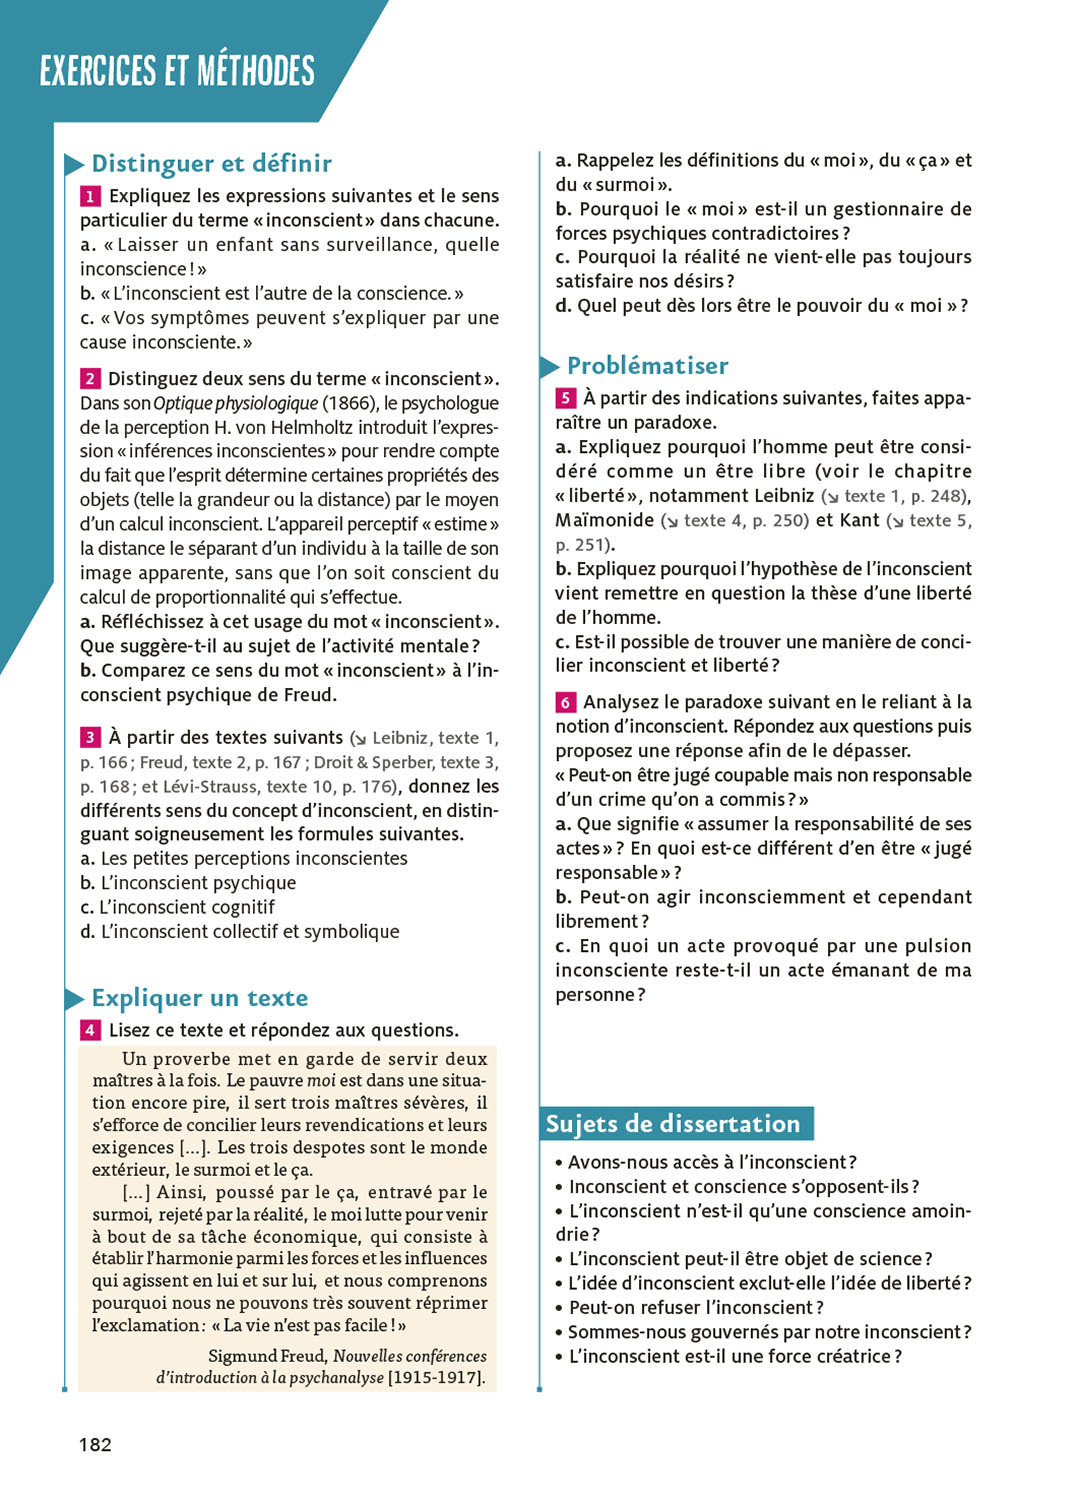 EXERCICES ET MÉTHODES
Distinguer et définir
1 Expliquez les expressions suivantes et le sens
particulier du terme « inconscient » dans chacune.
a. « Laisser un enfant sans surveillance, quelle
inconscience ! »
b. « L'inconscient est l'autre de la conscience. »
c. « Vos symptômes peuvent s'expliquer par une
cause inconsciente. »
2 Distinguez deux sens du terme « inconscient ».
Dans son Optique physiologique (1866), le psychologue
de la perception H. von Helmholtz introduit l'expres-
sion « inférences inconscientes » pour rendre compte
du fait que l'esprit détermine certaines propriétés des
objets (telle la grandeur ou la distance) par le moyen
d'un calcul inconscient. L'appareil perceptif « estime »
la distance le séparant d'un individu à la taille de son
image apparente, sans que l'on soit conscient du
calcul de proportionnalité qui s'effectue.
a. Réfléchissez à cet usage du mot « inconscient ».
Que suggère-t-il au sujet de l'activité mentale ?
b. Comparez ce sens du mot « inconscient » à l'in-
conscient psychique de Freud.
3 À partir des textes suivants (↘ Leibniz, texte 1,
p. 166 ; Freud, texte 2, p. 167 ; Droit & Sperber, texte 3,
p. 168 ; et Lévi-Strauss, texte 10, p. 176), donnez les
différents sens du concept d'inconscient, en distin-
guant soigneusement les formules suivantes.
a. Les petites perceptions inconscientes
b. L'inconscient psychique
c. L'inconscient cognitif
d. L'inconscient collectif et symbolique
Expliquer un texte
4 Lisez ce texte et répondez aux questions.
Un proverbe met en garde de servir deux
maîtres à la fois. Le pauvre moi est dans une situa-
tion encore pire, il sert trois maîtres sévères, il
s'efforce de concilier leurs revendications et leurs
exigences [...]. Les trois despotes sont le monde
extérieur, le surmoi et le ça.
[...] Ainsi, poussé par le ça, entravé par le
surmoi, rejeté par la réalité, le moi lutte pour venir
à bout de sa tâche économique, qui consiste à
établir l'harmonie parmi les forces et les influences
qui agissent en lui et sur lui, et nous comprenons
pourquoi nous ne pouvons très souvent réprimer
l'exclamation : « La vie n'est pas facile ! »
Sigmund Freud, Nouvelles conférences
d'introduction à la psychanalyse [1915-1917].
a. Rappelez les définitions du « moi », du « ça » et
du « surmoi ».
b. Pourquoi le « moi » est-il un gestionnaire de
forces psychiques contradictoires ?
c. Pourquoi la réalité ne vient-elle pas toujours
satisfaire nos désirs ?
d. Quel peut dès lors être le pouvoir du « moi » ?
Problématiser
5 À partir des indications suivantes, faites appa-
raître un paradoxe.
a. Expliquez pourquoi l'homme peut être consi-
déré comme un être libre (voir le chapitre
« liberté », notamment Leibniz (↘ texte 1, p. 248),
Maïmonide (↘ texte 4, p. 250) et Kant (↘ texte 5,
p. 251).
b. Expliquez pourquoi l'hypothèse de l'inconscient
vient remettre en question la thèse d'une liberté
de l'homme.
c. Est-il possible de trouver une manière de conci-
lier inconscient et liberté ?
6 Analysez le paradoxe suivant en le reliant à la
notion d'inconscient. Répondez aux questions puis
proposez une réponse afin de le dépasser.
« Peut-on être jugé coupable mais non responsable
d'un crime qu'on a commis ? »
a. Que signifie « assumer la responsabilité de ses
actes » ? En quoi est-ce différent d'en être « jugé
responsable » ?
b. Peut-on agir inconsciemment et cependant
librement ?
c. En quoi un acte provoqué par une pulsion
inconsciente reste-t-il un acte émanant de ma
personne ?
Sujets de dissertation
• Avons-nous accès à l'inconscient ?
• Inconscient et conscience s'opposent-ils ?
• L'inconscient n'est-il qu'une conscience amoin-
drie ?
• L'inconscient peut-il être objet de science ?
• L'idée d'inconscient exclut-elle l'idée de liberté ?
• Peut-on refuser l'inconscient ?
• Sommes-nous gouvernés par notre inconscient ?
• L'inconscient est-il une force créatrice ?
182